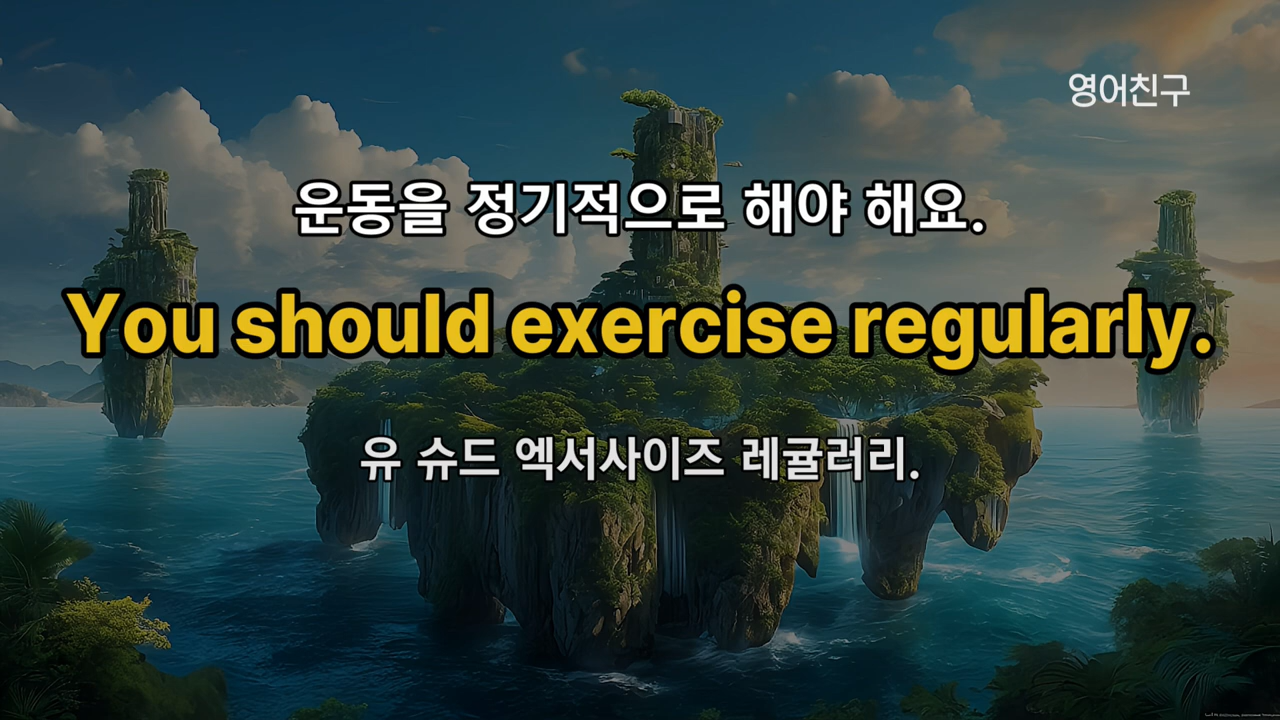 영어친구
운동을 정기적으로 해야 해요.
You should exercise regularly.
유 슈드 엑서사이즈 레귤러리.